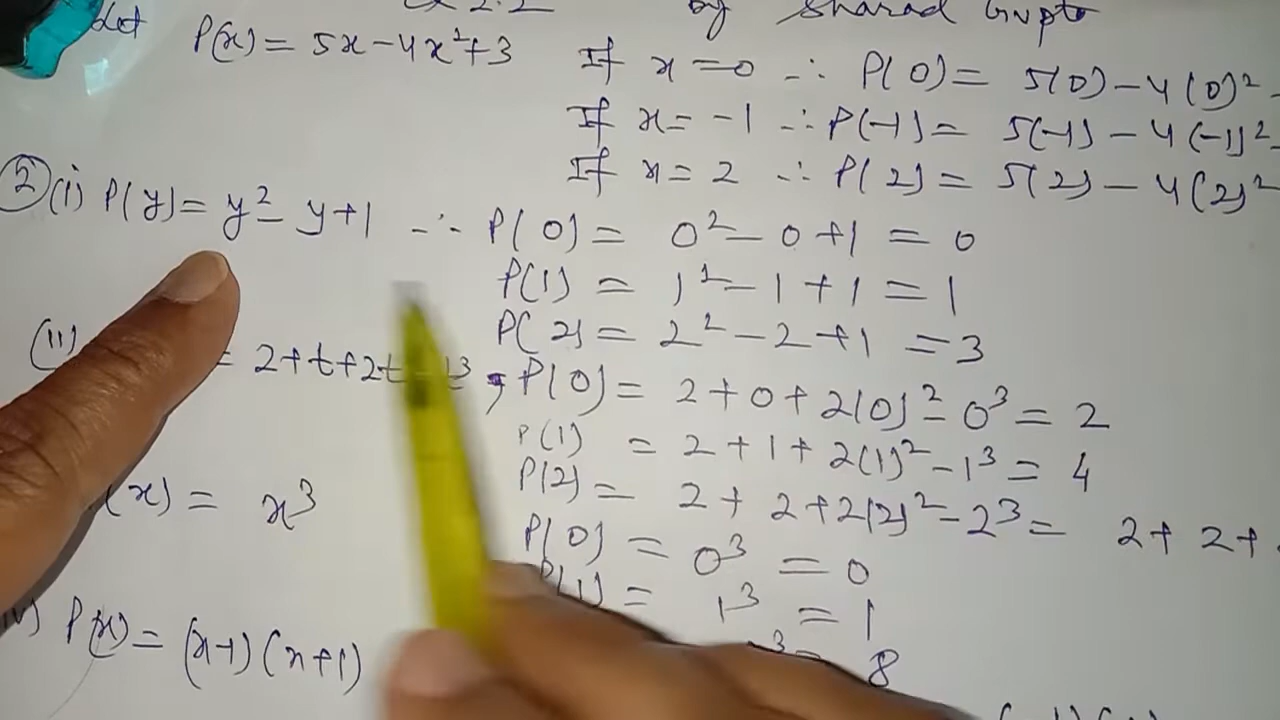 Ex 2.2 by Sharad Gupta
Let P(x) = 5x - 4x² + 3
If x = 0 ∴ P(0) = 5(0) - 4(0)²
If x = -1 ∴ P(-1) = 5(-1) - 4(-1)²
If x = 2 ∴ P(2) = 5(2) - 4(2)²
② (i) P(y) = y² - y + 1 ∴ P(0) = 0² - 0 + 1 = 0
P(1) = 1² - 1 + 1 = 1
P(2) = 2² - 2 + 1 = 3
(ii) = 2 + t + 2t - t³, P(0) = 2 + 0 + 2(0)² - 0³ = 2
P(1) = 2 + 1 + 2(1)² - 1³ = 4
P(2) = 2 + 2 + 2(2)² - 2³ = 2 + 2 +
(x) = x³ P(0) = 0³ = 0
P(1) = 1³ = 1
³ = 8
P(x) = (x-1)(x+1)